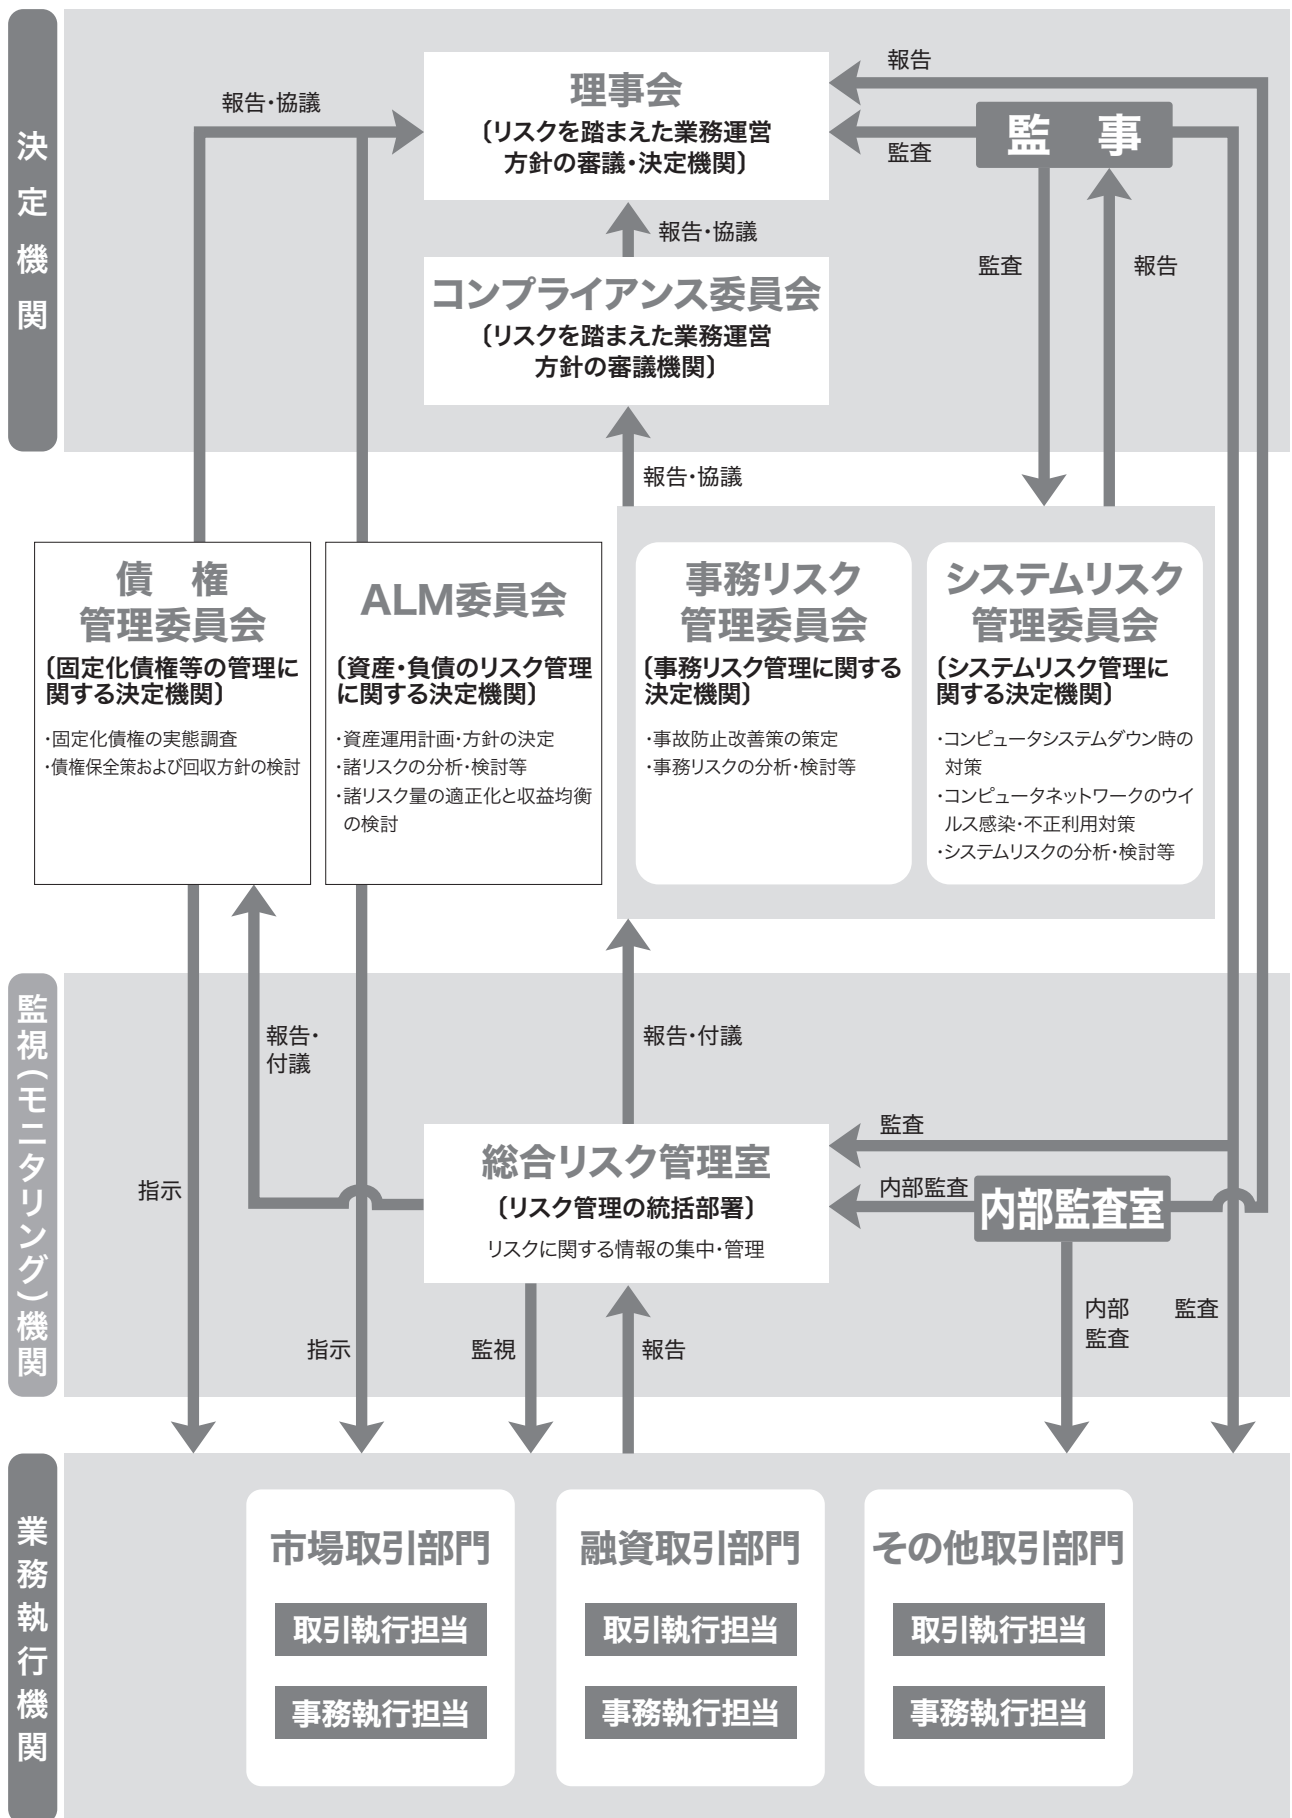 決定機関
報告・協議
理事会
〔リスクを踏まえた業務運営
方針の審議・決定機関〕
報告
監査
監　事
報告・協議
監査
報告
コンプライアンス委員会
〔リスクを踏まえた業務運営
方針の審議機関〕
報告・協議
債　権
管理委員会
〔固定化債権等の管理に
関する決定機関〕
・固定化債権の実態調査
・債権保全策および回収方針の検討
ALM委員会
〔資産・負債のリスク管理
に関する決定機関〕
・資産運用計画・方針の決定
・諸リスクの分析・検討等
・諸リスク量の適正化と収益均衡
の検討
事務リスク
管理委員会
〔事務リスク管理に関する
決定機関〕
・事故防止改善策の策定
・事務リスクの分析・検討等
システムリスク
管理委員会
〔システムリスク管理に
関する決定機関〕
・コンピュータシステムダウン時の
対策
・コンピュータネットワークのウイ
ルス感染・不正利用対策
・システムリスクの分析・検討等
監視（モニタリング）機関
報告・
付議
報告・付議
指示
総合リスク管理室
〔リスク管理の統括部署〕
リスクに関する情報の集中・管理
監査
内部監査
内部監査室
指示
監視
報告
内部
監査
監査
業務執行機関
市場取引部門
取引執行担当
事務執行担当
融資取引部門
取引執行担当
事務執行担当
その他取引部門
取引執行担当
事務執行担当